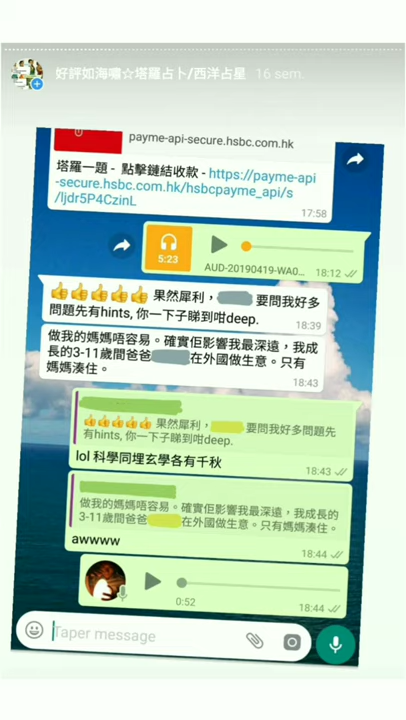 好評如海嘯☆塔羅占卜/西洋占星 16 sem.
payme-api-secure.hsbc.com.hk
塔羅一題 - 點擊鏈結收款 - https://payme-api
-secure.hsbc.com.hk/hsbcpayme_api/s
/ljdr5P4CzinL
17:58
5:23
AUD-20190419-WA0... 18:12
👍👍👍👍👍 果然犀利， 要問我好多
問題先有hints, 你一下子睇到咁deep.
18:39
做我的媽媽唔容易。確實佢影響我最深遠，我成
長的3-11歲間爸爸 在外國做生意。只有
媽媽湊住。
18:43
👍👍👍👍👍 果然犀利， 要問我好多問題先
有hints, 你一下子睇到咁deep.
lol 科學同埋玄學各有千秋
18:43
做我的媽媽唔容易。確實佢影響我最深遠，我成長的
3-11歲間爸爸 在外國做生意。只有媽媽湊住。
awwww
18:44
0:52
18:44
Taper message